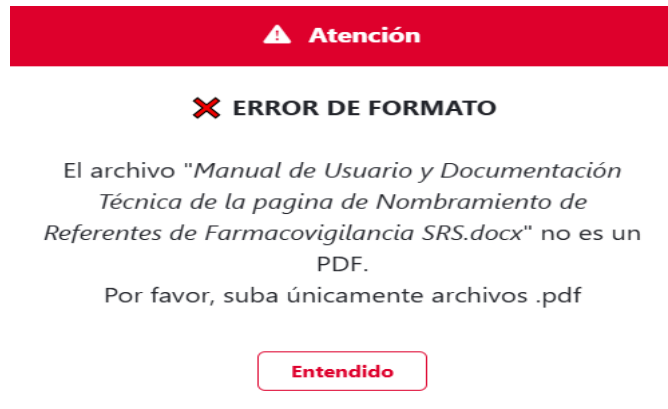 Atención
ERROR DE FORMATO
El archivo "Manual de Usuario y Documentación
Técnica de la pagina de Nombramiento de
Referentes de Farmacovigilancia SRS.docx" no es un
PDF.
Por favor, suba únicamente archivos .pdf
Entendido